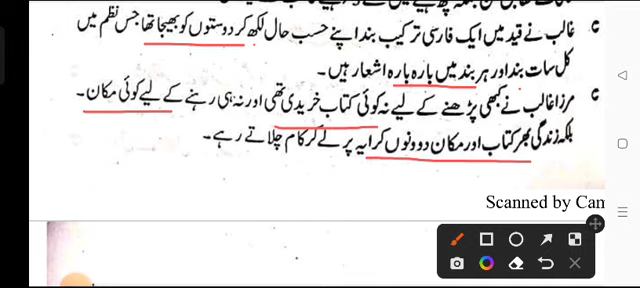 غالب نے قید میں ایک فارسی ترکیب بند اپنے حسب حال لکھ کر دوستوں کو بھیجا تھا جس نظم میں
کل سات بند اور ہر بند میں بارہ بارہ اشعار ہیں۔
مرزا غالب نے کبھی پڑھنے کے لیے نہ کوئی کتاب خریدی تھی اور نہ ہی رہنے کے لیے کوئی مکان۔
بلکہ زندگی بھر کتاب اور مکان دوونوں کرایہ پر لے کر کام چلاتے رہے۔
Scanned by Cam